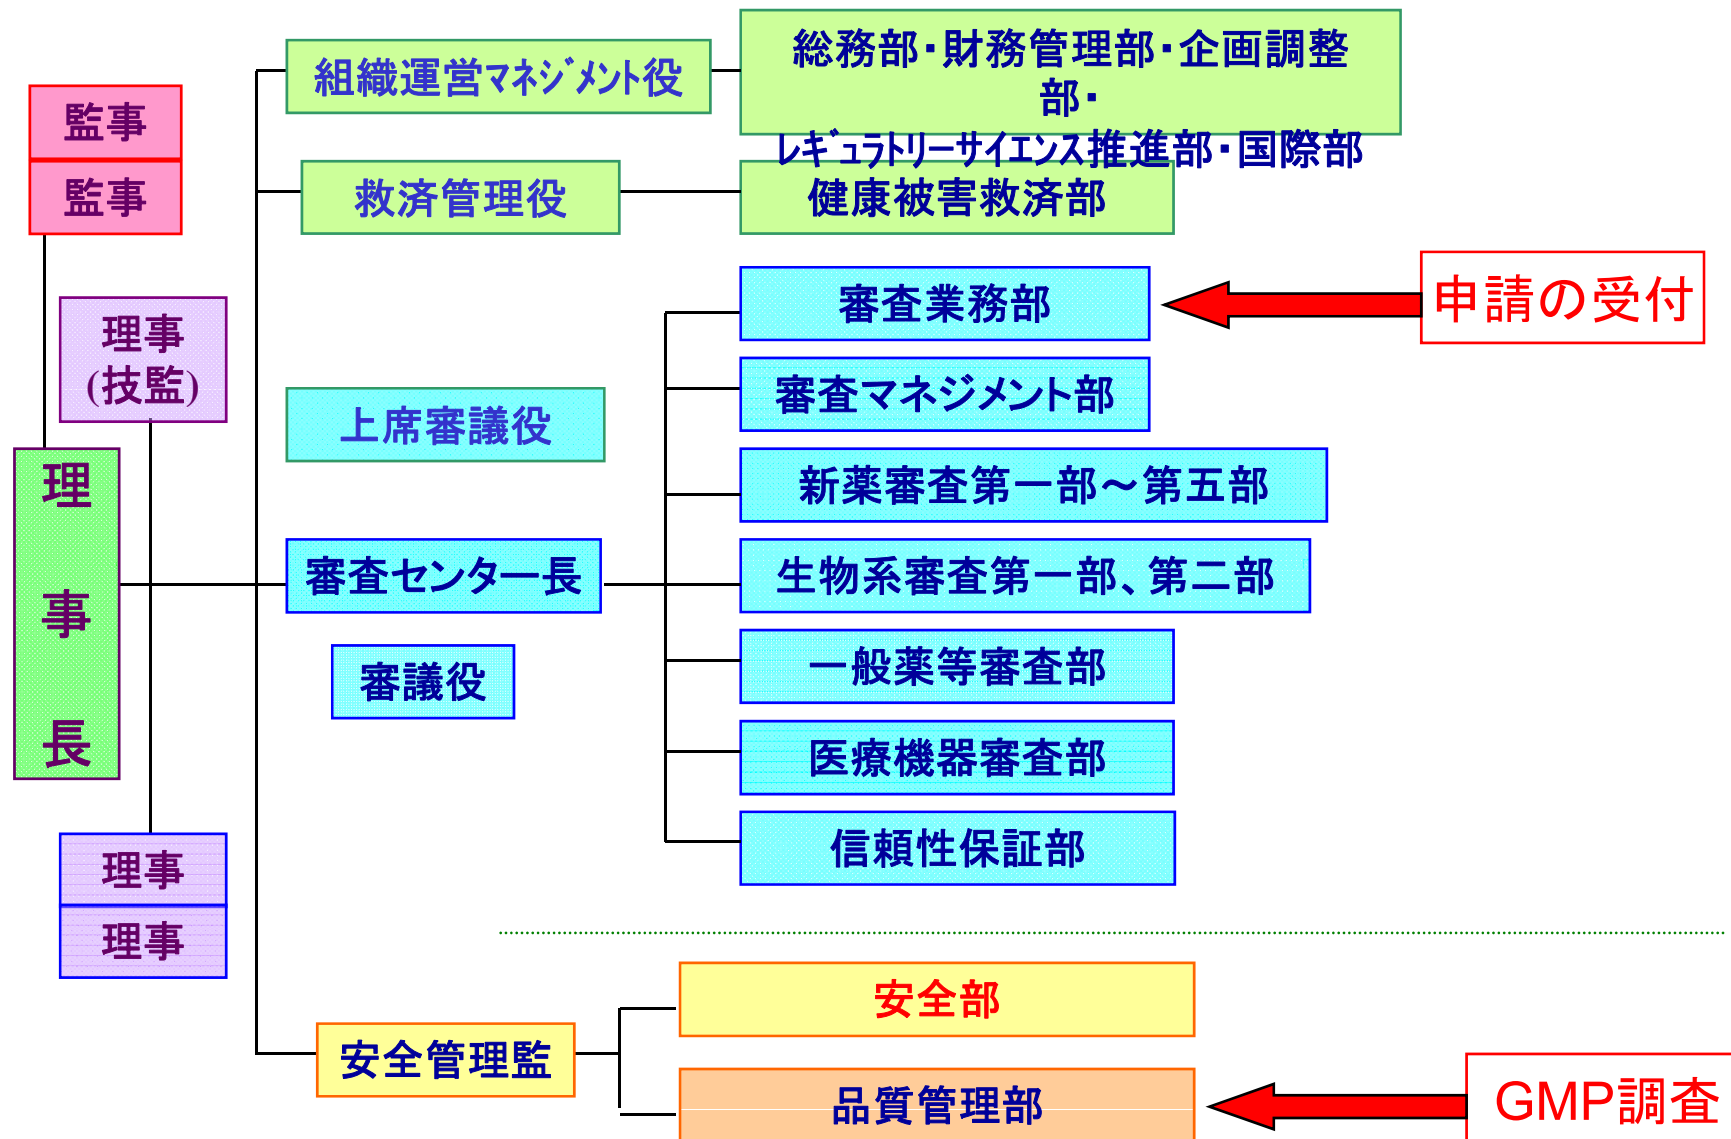 監事
監事
理事
(技監)
理
事
長
理事
理事
組織運営マネジメント役
総務部・財務管理部・企画調整
部・
レギュラトリーサイエンス推進部・国際部
救済管理役
健康被害救済部
上席審議役
審査センター長
審議役
審査業務部
申請の受付
審査マネジメント部
新薬審査第一部～第五部
生物系審査第一部、第二部
一般薬等審査部
医療機器審査部
信頼性保証部
安全管理監
安全部
品質管理部
GMP調査